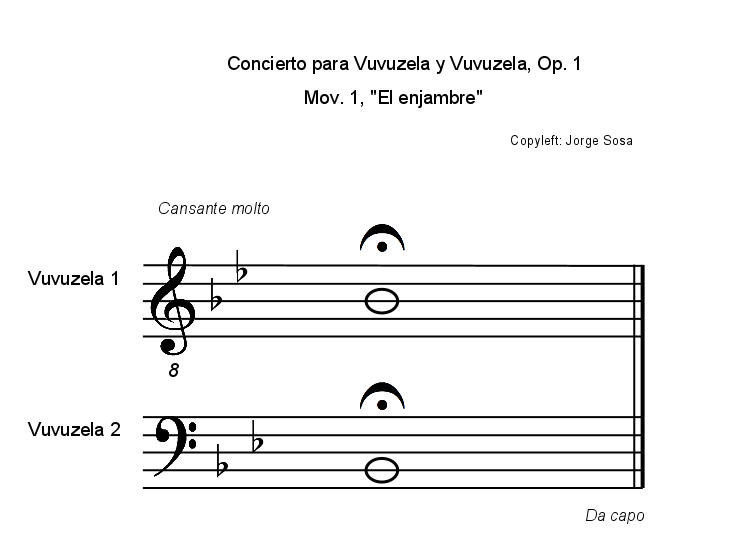 Concierto para Vuvuzela y Vuvuzela, Op. 1
Mov. 1, "El enjambre"
Copyleft: Jorge Sosa
Cansante molto
Vuvuzela 1
8
Vuvuzela 2
Da capo